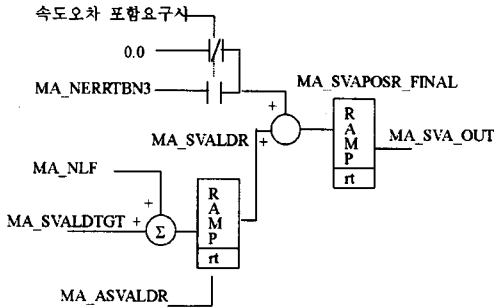 속도오차 포함요구시
0.0
MA_NERRTBN3
MA_SVAPOSR_FINAL
+
MA_SVALDR
+
RAMP
rt
MA_SVA_OUT
MA_NLF
+
MA_SVALDTGT
+
Σ
RAMP
rt
MA_ASVALDR